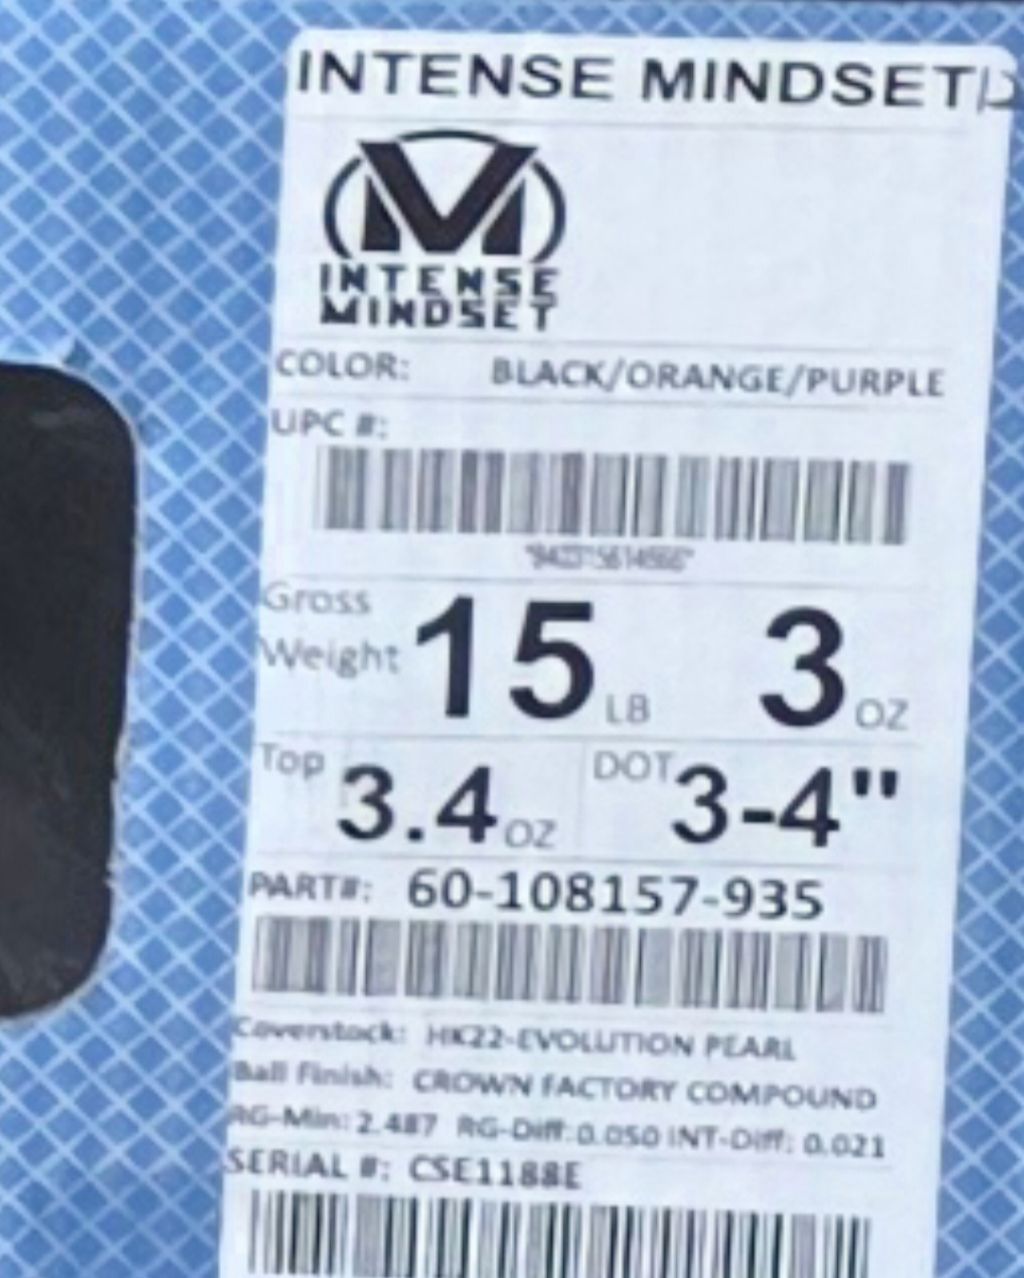 INTENSE MINDSET
INTENSE
MINDSET
COLOR: BLACK/ORANGE/PURPLE
UPC #:
Gross
Weight 15 LB 3 OZ
Top 3.4 OZ DOT 3-4"
PART#: 60-108157-935
Coverstock: HK22-EVOLUTION PEARL
Ball Finish: CROWN FACTORY COMPOUND
RG-Min: 2.487 RG-Diff: 0.050 INT-Diff: 0.021
SERIAL #: CSE1188E